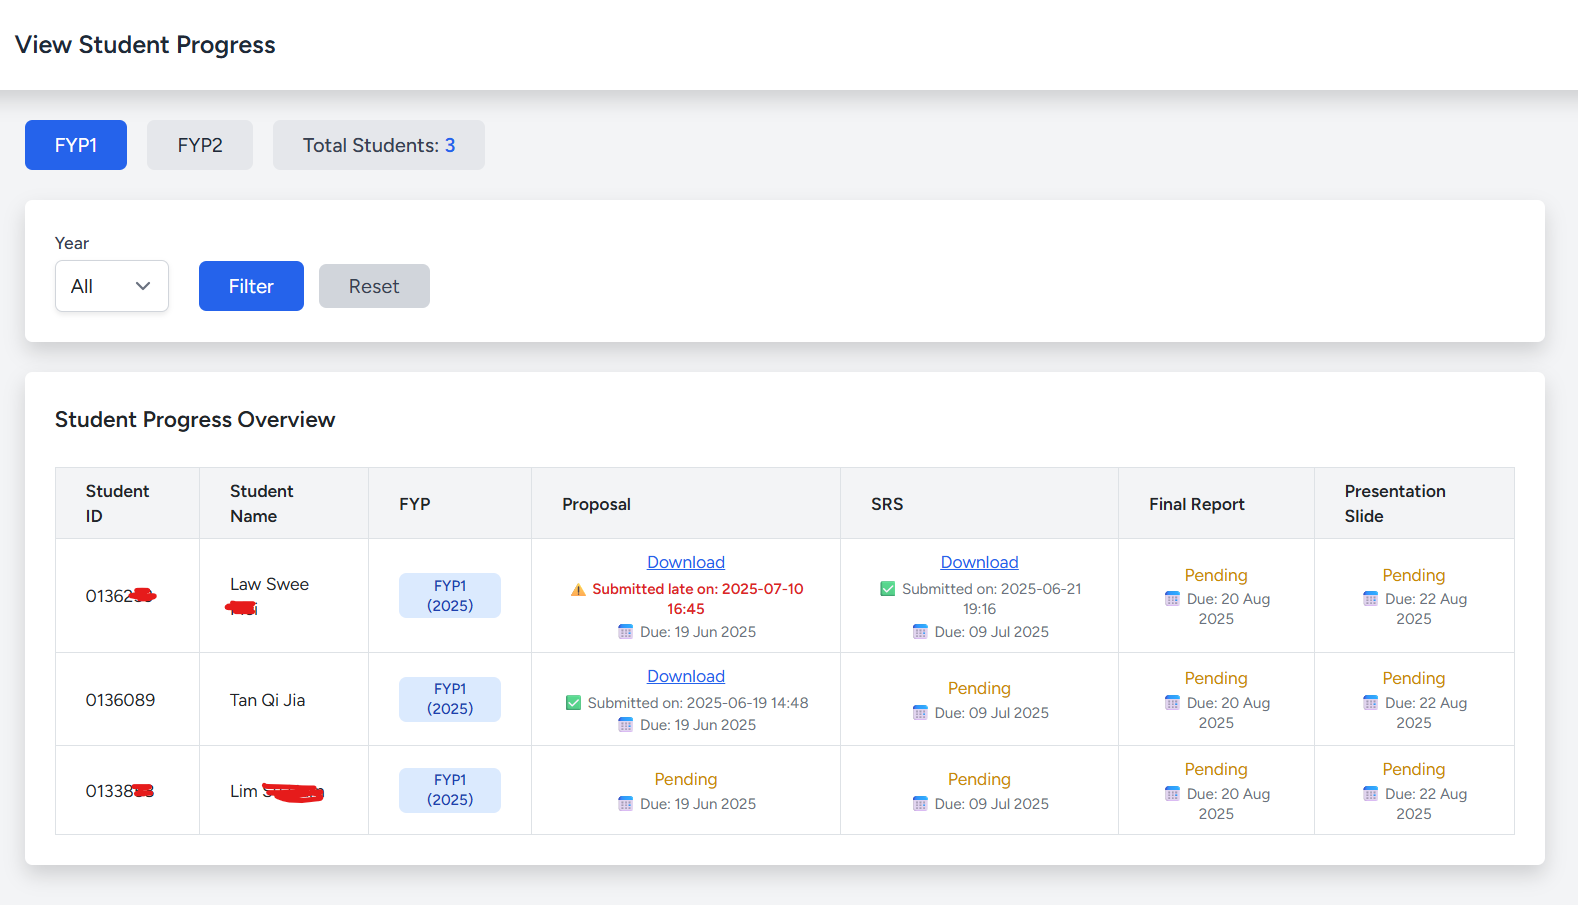 View Student Progress
FYP1
FYP2
Total Students: 3
Year
All
Filter
Reset
Student Progress Overview
Student
ID
Student
Name
FYP
Proposal
SRS
Final Report
Presentation
Slide
Law Swee
FYP1
(2025)
Download
⚠️ Submitted late on: 2025-07-10
16:45
Due: 19 Jun 2025
Download
✅ Submitted on: 2025-06-21
19:16
Due: 09 Jul 2025
Pending
Due: 20 Aug
2025
Pending
Due: 22 Aug
2025
0136089
Tan Qi Jia
FYP1
(2025)
Download
✅ Submitted on: 2025-06-19 14:48
Due: 19 Jun 2025
Pending
Due: 09 Jul 2025
Pending
Due: 20 Aug
2025
Pending
Due: 22 Aug
2025
Lim
FYP1
(2025)
Pending
Due: 19 Jun 2025
Pending
Due: 09 Jul 2025
Pending
Due: 20 Aug
2025
Pending
Due: 22 Aug
2025